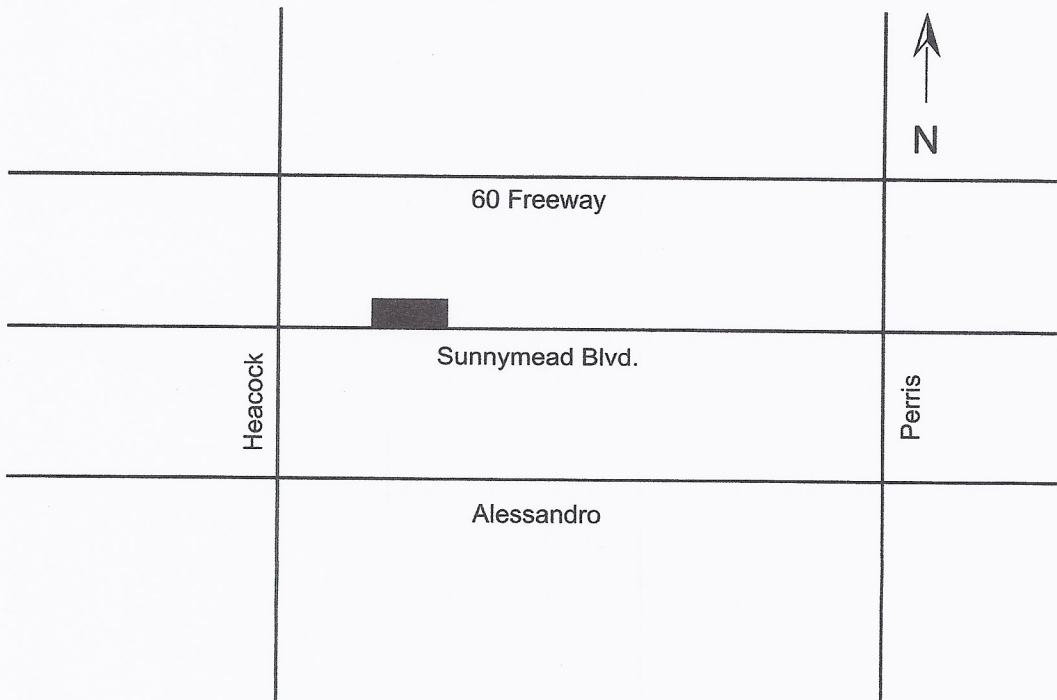 N
60 Freeway
Sunnymead Blvd.
Heacock
Perris
Alessandro